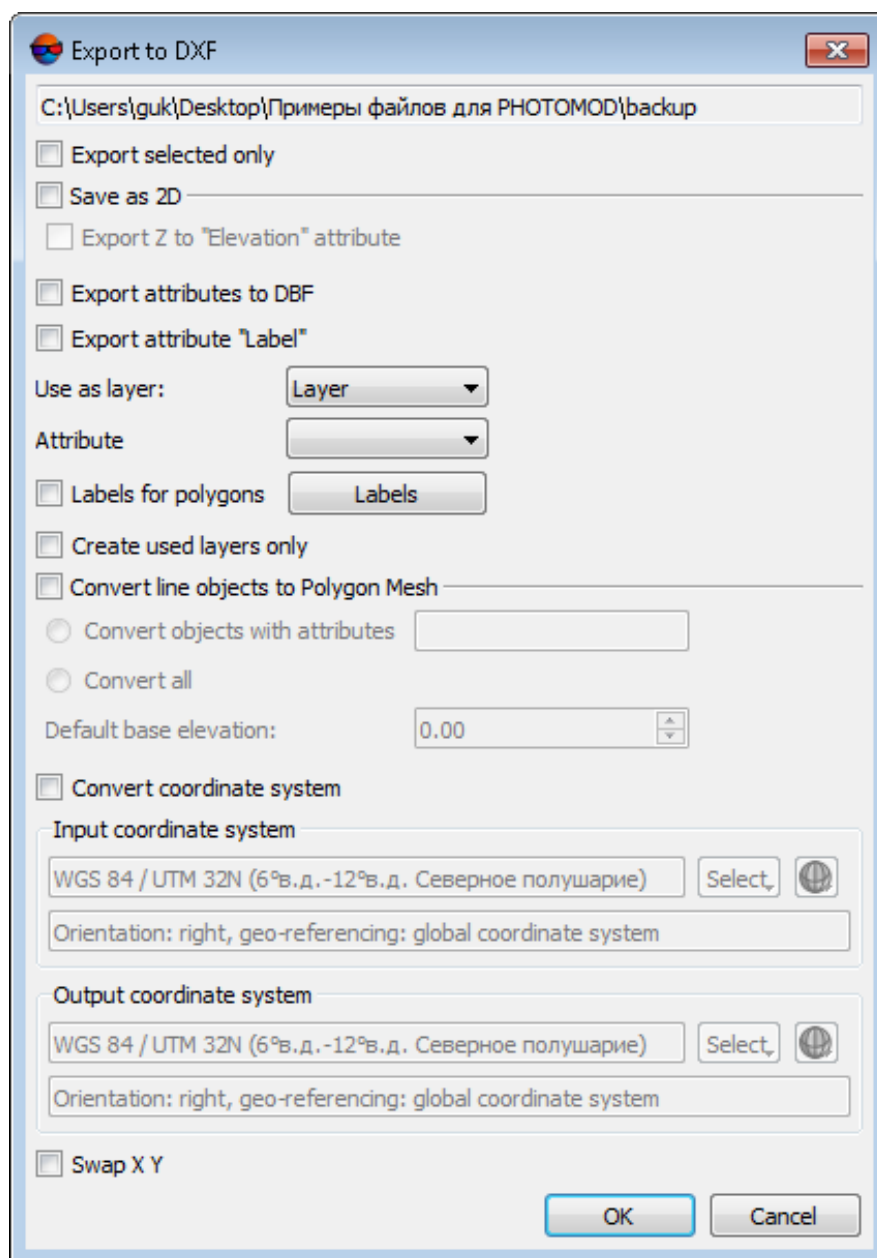 Export to DXF
C:\Users\guk\Desktop\Примеры файлов для PHOTOMOD\backup
Export selected only
Save as 2D
Export Z to "Elevation" attribute
Export attributes to DBF
Export attribute "Label"
Use as layer: Layer
Attribute
Labels for polygons Labels
Create used layers only
Convert line objects to Polygon Mesh
Convert objects with attributes
Convert all
Default base elevation: 0.00
Convert coordinate system
Input coordinate system
WGS 84 / UTM 32N (6°в.д.-12°в.д. Северное полушарие) Select
Orientation: right, geo-referencing: global coordinate system
Output coordinate system
WGS 84 / UTM 32N (6°в.д.-12°в.д. Северное полушарие) Select
Orientation: right, geo-referencing: global coordinate system
Swap X Y
OK Cancel